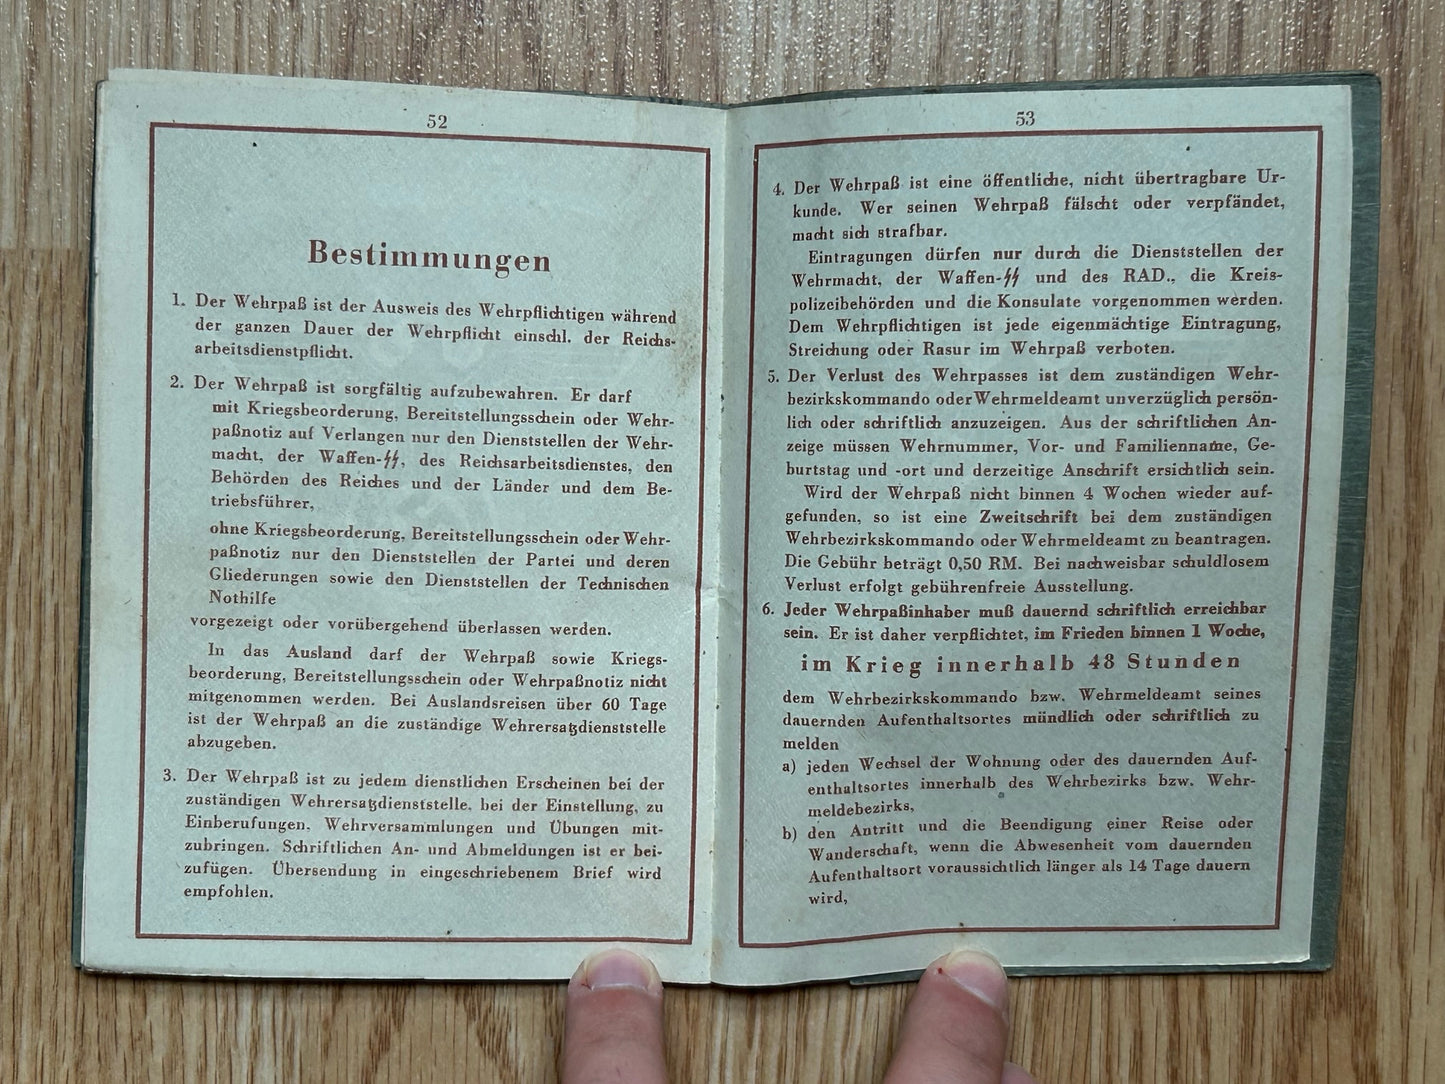 52
Bestimmungen
1. Der Wehrpaß ist der Ausweis des Wehrpflichtigen während
der ganzen Dauer der Wehrpflicht einschl. der Reichs-
arbeitsdienstpflicht.
2. Der Wehrpaß ist sorgfältig aufzubewahren. Er darf
mit Kriegsbeorderung, Bereitstellungsschein oder Wehr-
paßnotiz auf Verlangen nur den Dienststellen der Wehr-
macht, der Waffen-ᛋᛋ, des Reichsarbeitsdienstes, den
Behörden des Reiches und der Länder und dem Be-
triebsführer,
ohne Kriegsbeorderung, Bereitstellungsschein oder Wehr-
paßnotiz nur den Dienststellen der Partei und deren
Gliederungen sowie den Dienststellen der Technischen
Nothilfe
vorgezeigt oder vorübergehend überlassen werden.
In das Ausland darf der Wehrpaß sowie Kriegs-
beorderung, Bereitstellungsschein oder Wehrpaßnotiz nicht
mitgenommen werden. Bei Auslandsreisen über 60 Tage
ist der Wehrpaß an die zuständige Wehrersatzdienststelle
abzugeben.
3. Der Wehrpaß ist zu jedem dienstlichen Erscheinen bei der
zuständigen Wehrersatzdienststelle, bei der Einstellung, zu
Einberufungen, Wehrversammlungen und Übungen mit-
zubringen. Schriftlichen An- und Abmeldungen ist er bei-
zufügen. Übersendung in eingeschriebenem Brief wird
empfohlen.
53
4. Der Wehrpaß ist eine öffentliche, nicht übertragbare Ur-
kunde. Wer seinen Wehrpaß fälscht oder verpfändet,
macht sich strafbar.
Eintragungen dürfen nur durch die Dienststellen der
Wehrmacht, der Waffen-ᛋᛋ und des RAD., die Kreis-
polizeibehörden und die Konsulate vorgenommen werden.
Dem Wehrpflichtigen ist jede eigenmächtige Eintragung,
Streichung oder Rasur im Wehrpaß verboten.
5. Der Verlust des Wehrpasses ist dem zuständigen Wehr-
bezirkskommando oder Wehrmeldeamt unverzüglich persön-
lich oder schriftlich anzuzeigen. Aus der schriftlichen An-
zeige müssen Wehrnummer, Vor- und Familienname, Ge-
burtstag und -ort und derzeitige Anschrift ersichtlich sein.
Wird der Wehrpaß nicht binnen 4 Wochen wieder auf-
gefunden, so ist eine Zweitschrift bei dem zuständigen
Wehrbezirkskommando oder Wehrmeldeamt zu beantragen.
Die Gebühr beträgt 0,50 RM. Bei nachweisbar schuldlosem
Verlust erfolgt gebührenfreie Ausstellung.
6. Jeder Wehrpaßinhaber muß dauernd schriftlich erreichbar
sein. Er ist daher verpflichtet, im Frieden binnen 1 Woche,
im Krieg innerhalb 48 Stunden
dem Wehrbezirkskommando bzw. Wehrmeldeamt seines
dauernden Aufenthaltsortes mündlich oder schriftlich zu
melden
a) jeden Wechsel der Wohnung oder des dauernden Auf-
enthaltsortes innerhalb des Wehrbezirks bzw. Wehr-
meldebezirks,
b) den Antritt und die Beendigung einer Reise oder
Wanderschaft, wenn die Abwesenheit vom dauernden
Aufenthaltsort voraussichtlich länger als 14 Tage dauern
wird,